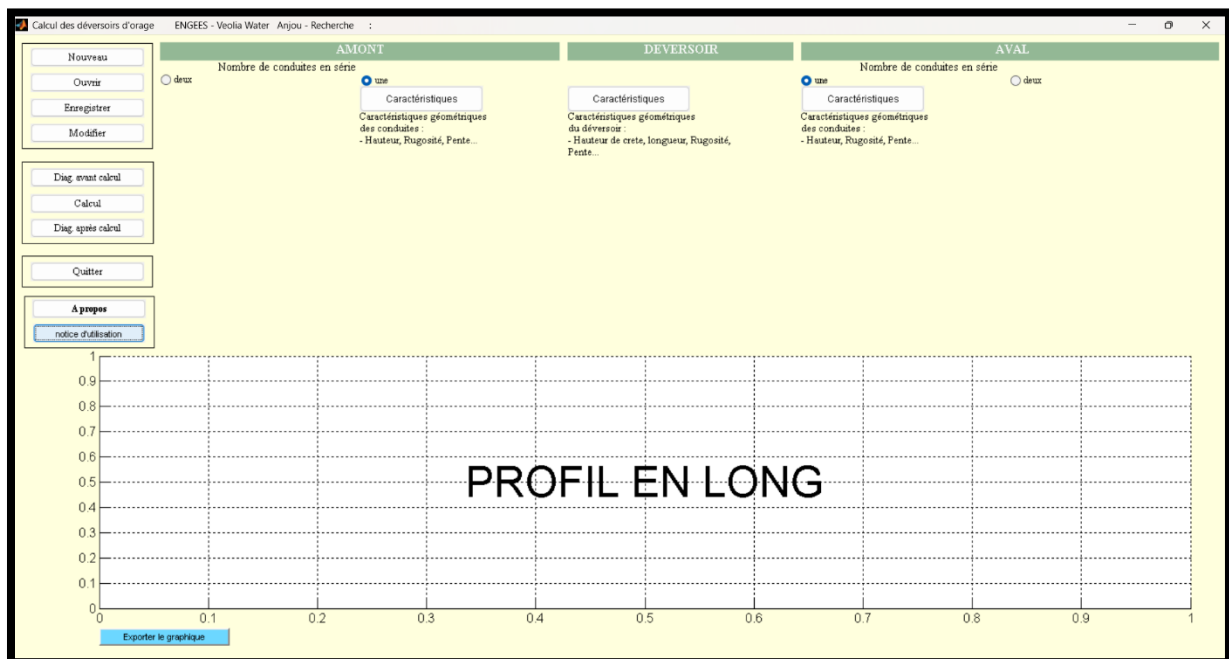 Calcul des déversoirs d'orage ENGEES - Veolia Water Anjou - Recherche :
Nouveau
Ouvrir
Enregistrer
Modifier
Diag. avant calcul
Calcul
Diag. après calcul
Quitter
A propos
notice d'utilisation
AMONT
Nombre de conduites en série
deux
une
Caractéristiques
Caractéristiques géométriques
des conduites :
- Hauteur, Rugosité, Pente...
DEVERSOIR
Caractéristiques
Caractéristiques géométriques
du déversoir :
- Hauteur de crete, longueur, Rugosité,
Pente...
AVAL
Nombre de conduites en série
une
deux
Caractéristiques
Caractéristiques géométriques
des conduites :
- Hauteur, Rugosité, Pente...
1
0.9
0.8
0.7
0.6
0.5
0.4
0.3
0.2
0.1
0
PROFIL EN LONG
0 0.1 0.2 0.3 0.4 0.5 0.6 0.7 0.8 0.9 1
Exporter le graphique